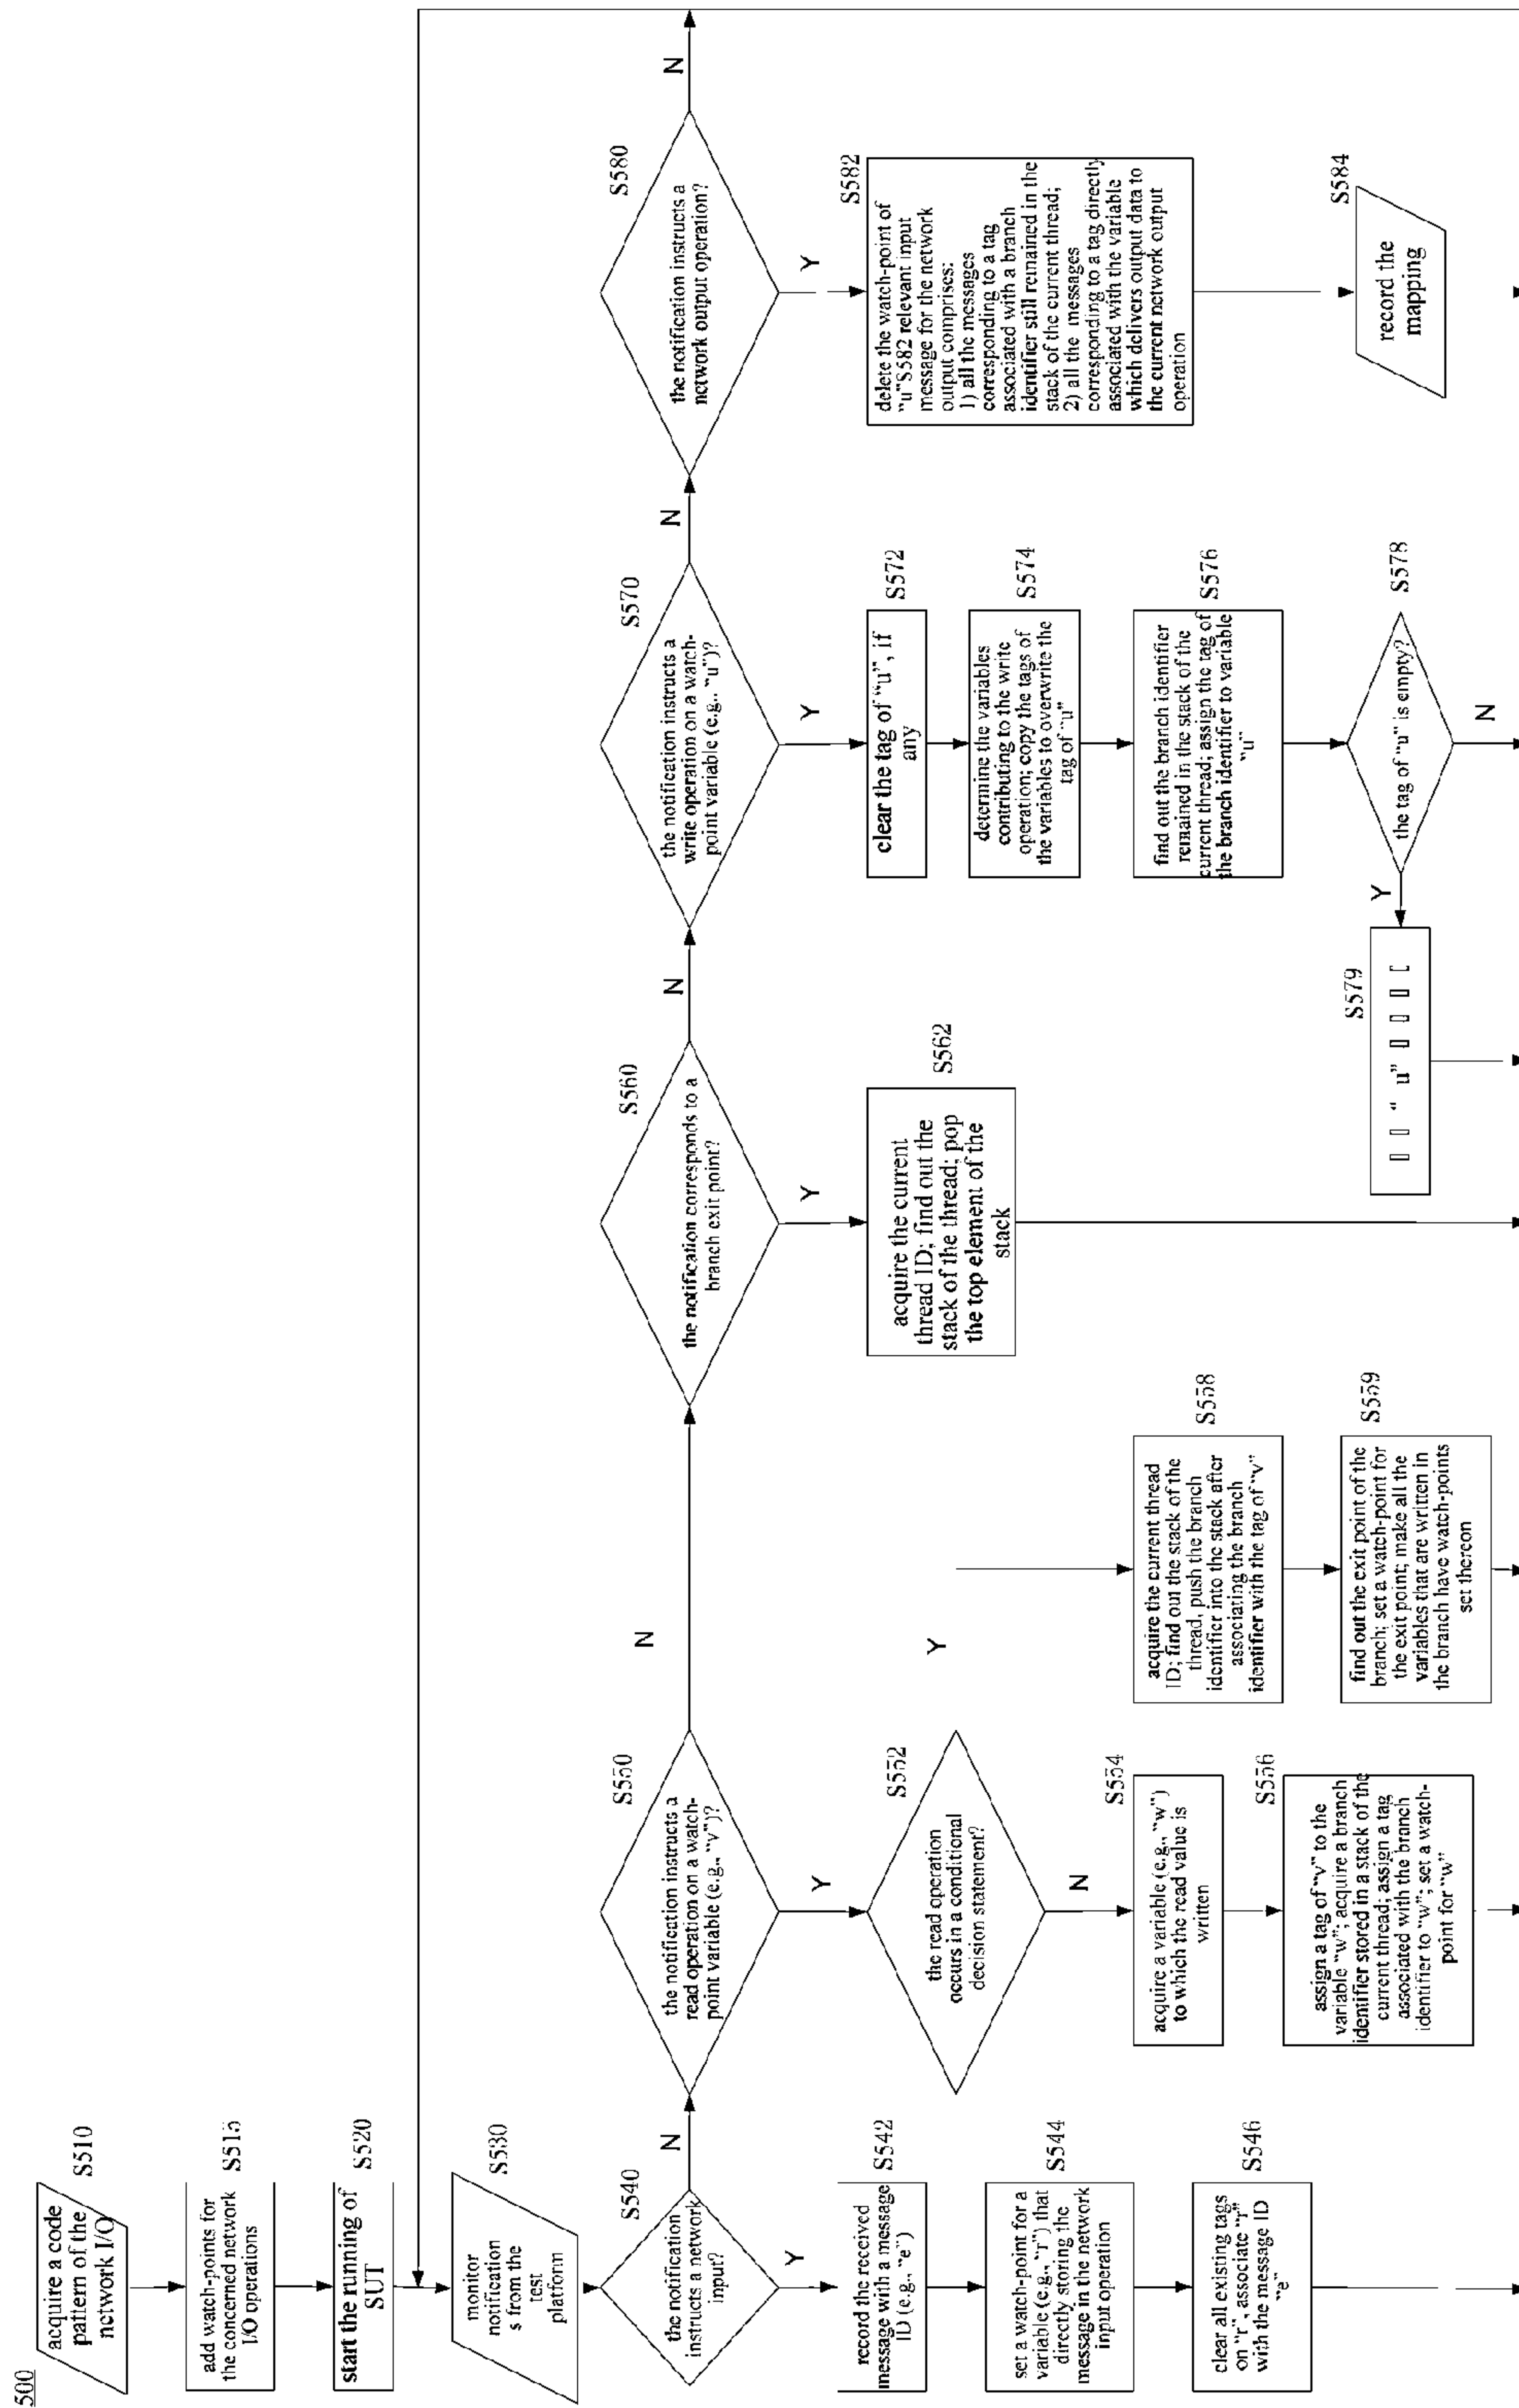 500
acquire a code
pattern of the
network I/O
S510
add watch-points for
the concerned network
I/O operations
S515
start the running of
SUT
S520
monitor
notification
s from the
test
platform
S530
the notification
instructs a network
input?
S540
N
Y
record the received
message with a message
ID (e.g., "e")
S542
set a watch-point for a
variable (e.g., "r") that
directly storing the
message in the network
input operation
S544
clear all existing tags
on "r", associate "r"
with the message ID
"e"
S546
the notification instructs a
read operation on a watch-
point variable (e.g., "v")?
S550
N
Y
the read operation
occurs in a conditional
decision statement?
S552
Y
N
acquire a variable (e.g., "w")
to which the read value is
written
S554
assign a tag of "v" to the
variable "w"; acquire a branch
identifier stored in a stack of the
current thread; assign a tag
associated with the branch
identifier to "w"; set a watch-
point for "w"
S556
acquire the current thread
ID; find out the stack of the
thread, push the branch
identifier into the stack after
associating the branch
identifier with the tag of "v"
S558
find out the exit point of the
branch; set a watch-point for
the exit point; make all the
variables that are written in
the branch have watch-points
set thereon
S559
the notification corresponds to a
branch exit point?
S560
N
Y
acquire the current
thread ID; find out the
stack of the thread; pop
the top element of the
stack
S562
the notification instructs a
write operation on a watch-
point variable (e.g., "u")?
S570
N
Y
clear the tag of "u", if
any
S572
determine the variables
contributing to the write
operation; copy the tags of
the variables to overwrite the
tag of "u"
S574
find out the branch identifier
remained in the stack of the
current thread; assign the tag of
the branch identifier to variable
"u"
S576
the tag of "u" is empty?
S578
Y
N
"u"
S579
the notification instructs a
network output operation?
S580
N
Y
delete the watch-point of
"u"S582 relevant input
message for the network
output comprises:
1) all the messages
corresponding to a tag
associated with a branch
identifier still remained in the
stack of the current thread;
2) all the messages
corresponding to a tag directly
associated with the variable
which delivers output data to
the current network output
operation
S582
record the
mapping
S584